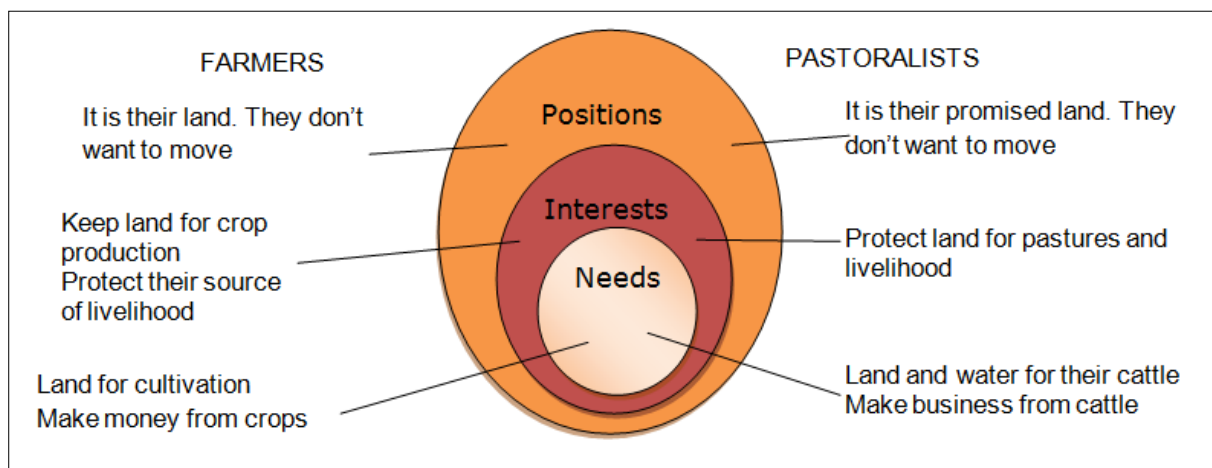 FARMERS
It is their land. They don't
want to move
Keep land for crop
production
Protect their source
of livelihood
Land for cultivation
Make money from crops
Positions
Interests
Needs
PASTORALISTS
It is their promised land. They
don't want to move
Protect land for pastures and
livelihood
Land and water for their cattle
Make business from cattle